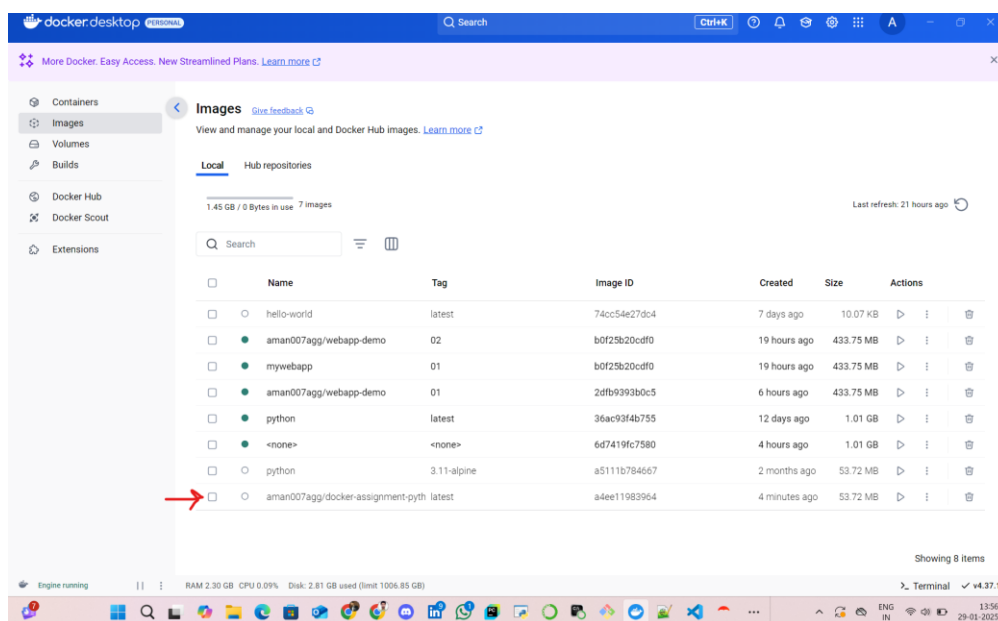 docker.desktop PERSONAL Search Ctrl+K A
More Docker. Easy Access. New Streamlined Plans. Learn more
Containers
Images
Volumes
Builds
Docker Hub
Docker Scout
Extensions
Images Give feedback
View and manage your local and Docker Hub images. Learn more
Local Hub repositories
1.45 GB / 0 Bytes in use 7 images Last refresh: 21 hours ago
Search
Name Tag Image ID Created Size Actions
hello-world latest 74cc54e27dc4 7 days ago 10.07 KB
aman007agg/webapp-demo 02 b0f25b20cdf0 19 hours ago 433.75 MB
mywebapp 01 b0f25b20cdf0 19 hours ago 433.75 MB
aman007agg/webapp-demo 01 2dfb9393b0c5 6 hours ago 433.75 MB
python latest 36ac93f4b755 12 days ago 1.01 GB
<none> <none> 6d7419fc7580 4 hours ago 1.01 GB
python 3.11-alpine a5111b784667 2 months ago 53.72 MB
aman007agg/docker-assignment-pyth latest a4ee11983964 4 minutes ago 53.72 MB
Showing 8 items
Engine running RAM 2.30 GB CPU 0.09% Disk: 2.81 GB used (limit 1006.85 GB) Terminal v4.37.1
ENG 13:56
IN 29-01-2025